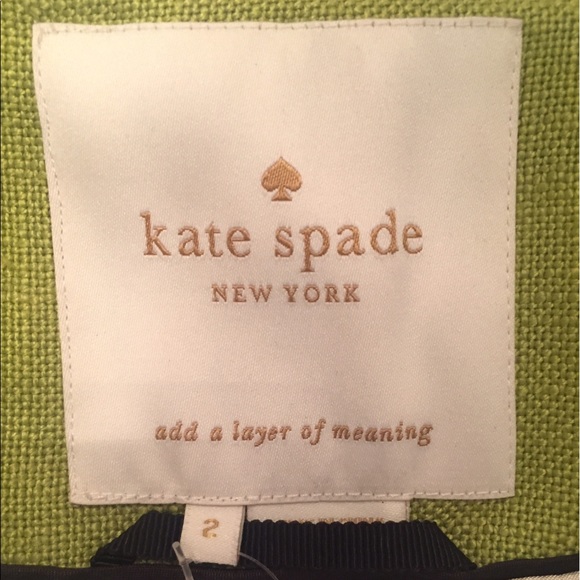 kate spade
NEW YORK
add a layer of meaning
2